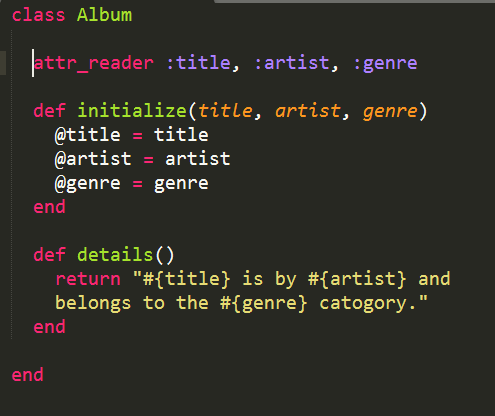 class Album
attr_reader :title, :artist, :genre
def initialize(title, artist, genre)
@title = title
@artist = artist
@genre = genre
end
def details()
return "#{title} is by #{artist} and
belongs to the #{genre} catogory."
end
end